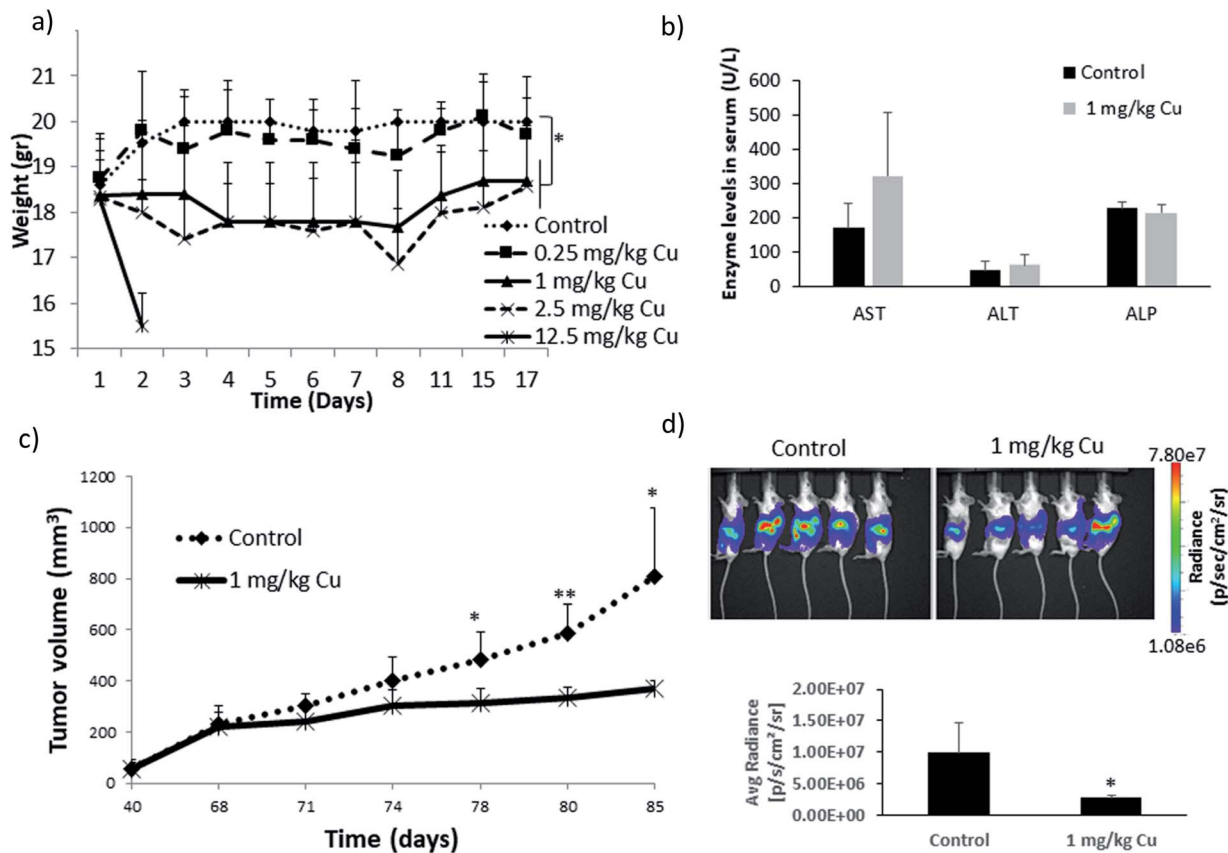 a)
21
20
19
18
17
16
15
Weight (gr)
*
Control
0.25 mg/kg Cu
1 mg/kg Cu
2.5 mg/kg Cu
12.5 mg/kg Cu
1 2 3 4 5 6 7 8 11 15 17
Time (Days)
b)
600
500
400
300
200
100
0
Enzyme levels in serum (U/L)
Control
1 mg/kg Cu
AST ALT ALP
c)
1200
1000
800
600
400
200
0
Tumor volume (mm³)
Control
1 mg/kg Cu
*
**
*
40 68 71 74 78 80 85
Time (days)
d)
Control 1 mg/kg Cu
7.80e7
Radiance
(p/sec/cm²/sr)
1.08e6
2.00E+07
1.50E+07
1.00E+07
5.00E+06
0.00E+00
Avg Radiance
[p/s/cm²/sr]
*
Control 1 mg/kg Cu